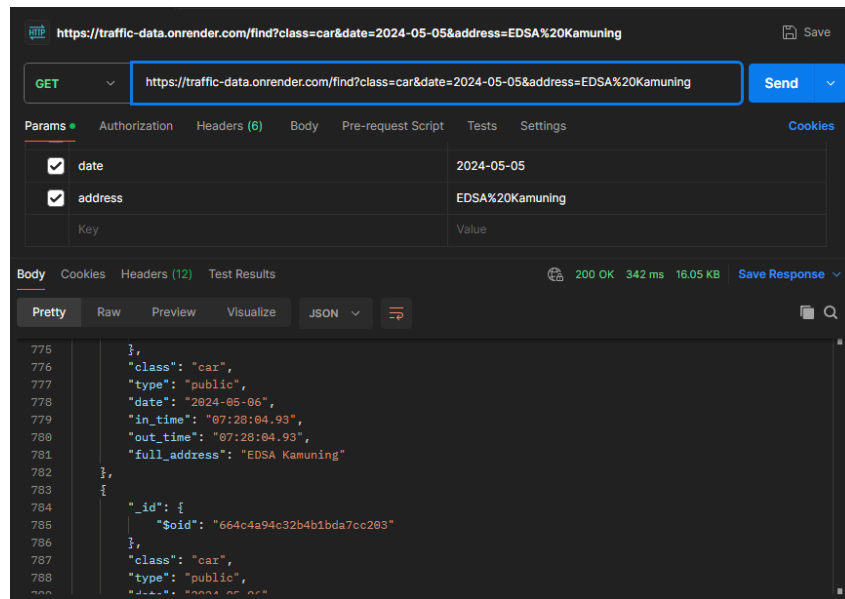 HTTP https://traffic-data.onrender.com/find?class=car&date=2024-05-05&address=EDSA%20Kamuning Save
GET https://traffic-data.onrender.com/find?class=car&date=2024-05-05&address=EDSA%20Kamuning Send
Params Authorization Headers (6) Body Pre-request Script Tests Settings Cookies
date 2024-05-05
address EDSA%20Kamuning
Key Value
Body Cookies Headers (12) Test Results 200 OK 342 ms 16.05 KB Save Response
Pretty Raw Preview Visualize JSON
775 },
776 "class": "car",
777 "type": "public",
778 "date": "2024-05-06",
779 "in_time": "07:28:04.93",
780 "out_time": "07:28:04.93",
781 "full_address": "EDSA Kamuning"
782 },
783 {
784 "_id": {
785 "$oid": "664c4a94c32b4b1bda7cc203"
786 },
787 "class": "car",
788 "type": "public",
789 "date": "2024-05-06"